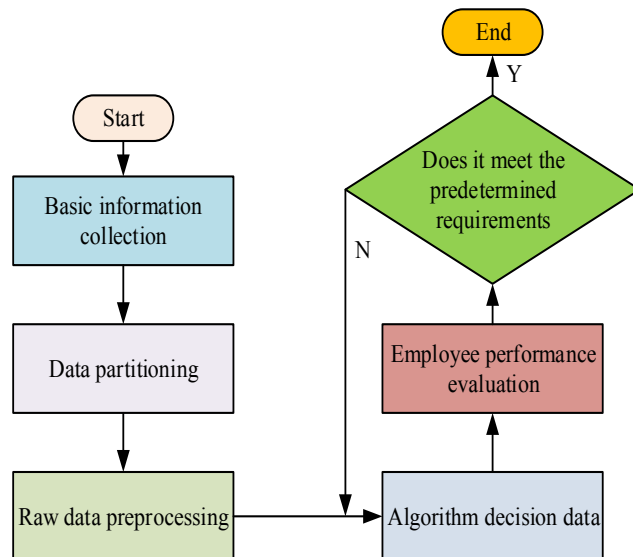 Start
Basic information
collection
Data partitioning
Raw data preprocessing
End
Y
Does it meet the
predetermined
requirements
N
Employee performance
evaluation
Algorithm decision data